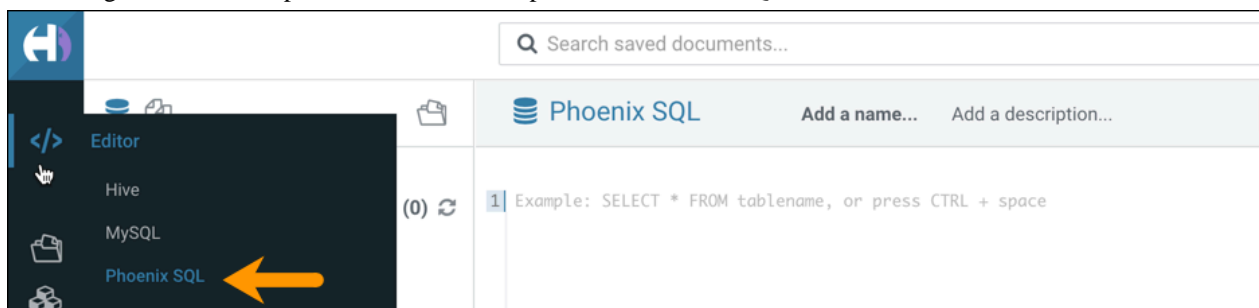 Search saved documents...
Phoenix SQL Add a name... Add a description...
</> Editor
Hive
(0)
MySQL
Phoenix SQL
1 Example: SELECT * FROM tablename, or press CTRL + space